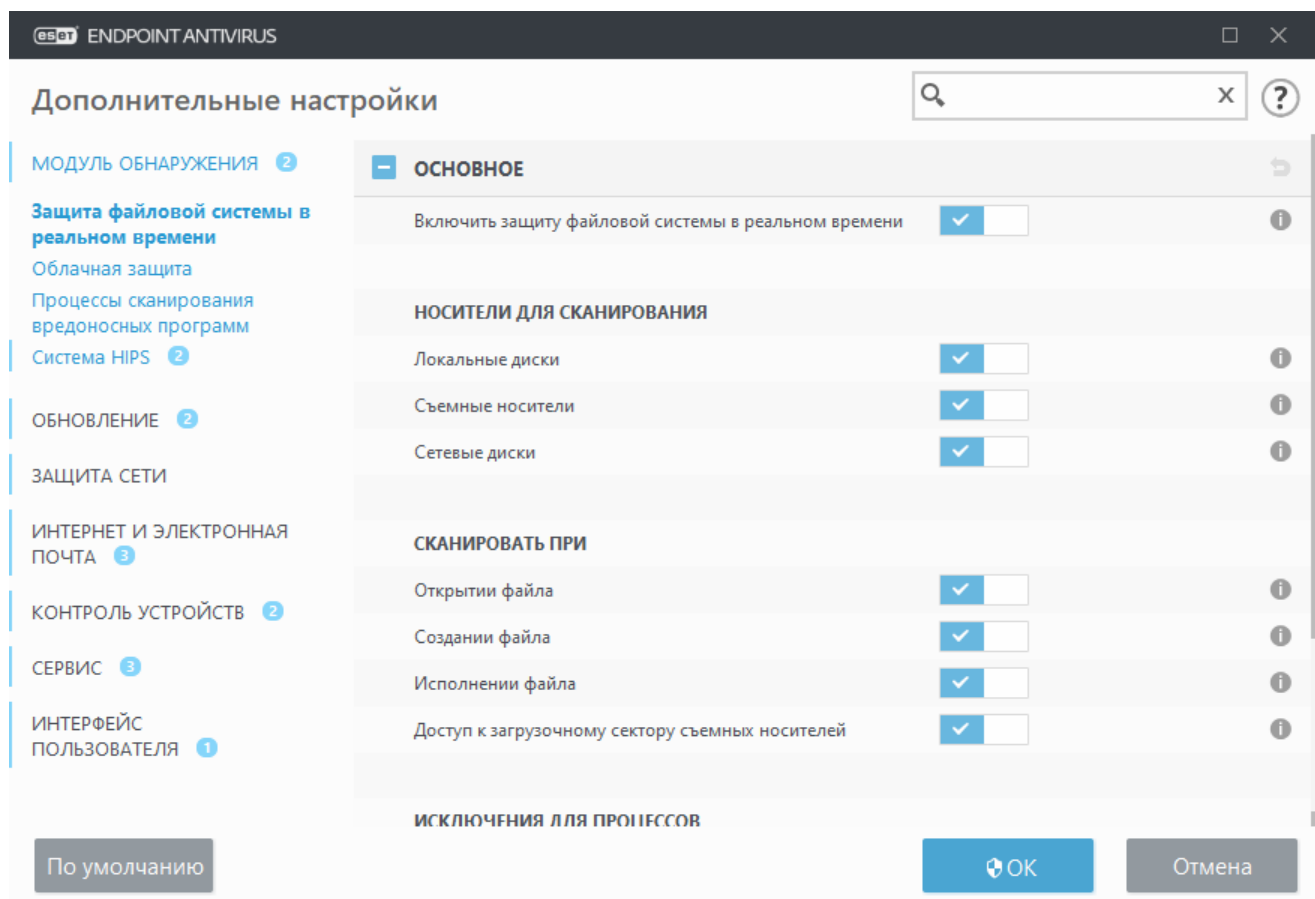 eset ENDPOINT ANTIVIRUS
Дополнительные настройки
x
?
МОДУЛЬ ОБНАРУЖЕНИЯ 2
Защита файловой системы в
реальном времени
Облачная защита
Процессы сканирования
вредоносных программ
Система HIPS 2
ОБНОВЛЕНИЕ 2
ЗАЩИТА СЕТИ
ИНТЕРНЕТ И ЭЛЕКТРОННАЯ
ПОЧТА 3
КОНТРОЛЬ УСТРОЙСТВ 2
СЕРВИС 3
ИНТЕРФЕЙС
ПОЛЬЗОВАТЕЛЯ 1
ОСНОВНОЕ
Включить защиту файловой системы в реальном времени
НОСИТЕЛИ ДЛЯ СКАНИРОВАНИЯ
Локальные диски
Съемные носители
Сетевые диски
СКАНИРОВАТЬ ПРИ
Открытии файла
Создании файла
Исполнении файла
Доступ к загрузочному сектору съемных носителей
ИСКЛЮЧЕНИЯ ДЛЯ ПРОЦЕССОВ
По умолчанию
OK
Отмена